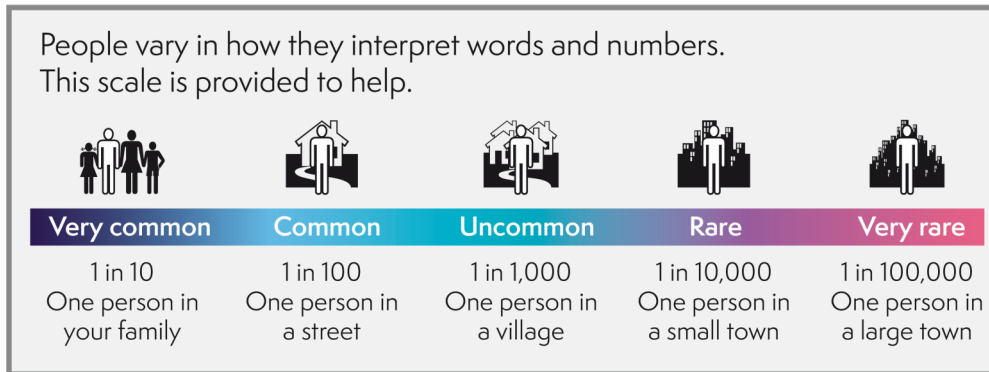 People vary in how they interpret words and numbers.
This scale is provided to help.
Very common
Common
Uncommon
Rare
Very rare
1 in 10
One person in
your family
1 in 100
One person in
a street
1 in 1,000
One person in
a village
1 in 10,000
One person in
a small town
1 in 100,000
One person in
a large town